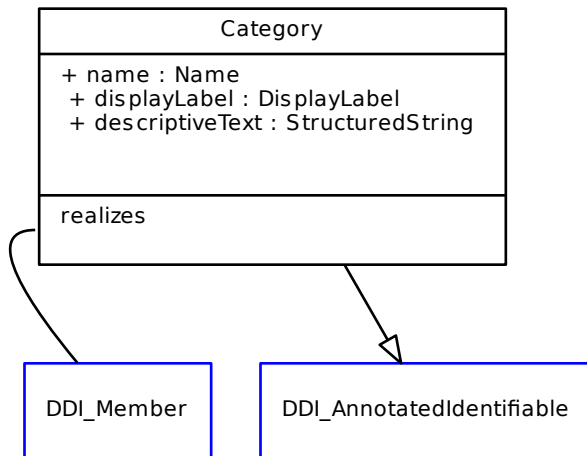 Category
+ name : Name
+ displayLabel : DisplayLabel
+ descriptiveText : StructuredString
realizes
DDI_Member
DDI_AnnotatedIdentifiable